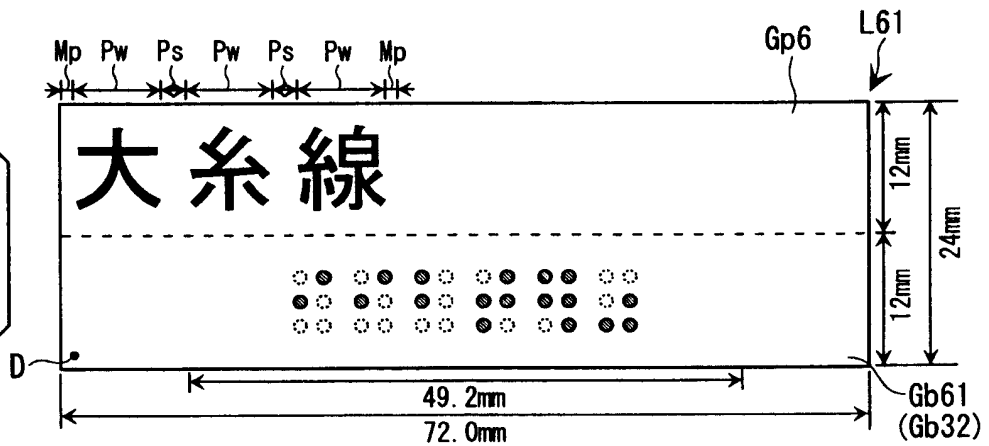 Mp Pw Ps Pw Ps Pw Mp
Gp6
L61
大糸線
12mm
24mm
12mm
D
49.2mm
72.0mm
Gb61
(Gb32)